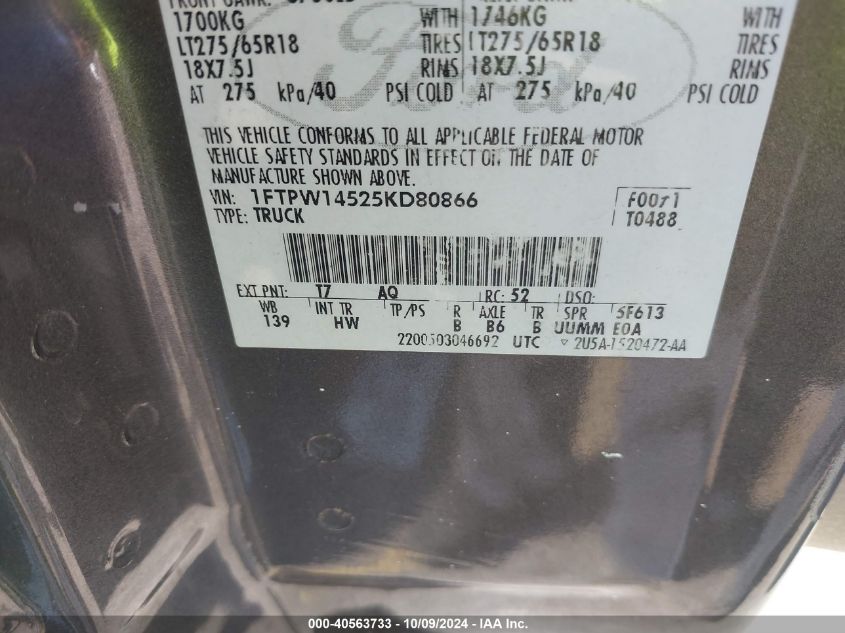 1700KG WITH 1746KG WITH
LT275/65R18 TIRES LT275/65R18 TIRES
18X7.5J RIMS 18X7.5J RIMS
AT 275 kPa/40 PSI COLD AT 275 kPa/40 PSI COLD
Ford
THIS VEHICLE CONFORMS TO ALL APPLICABLE FEDERAL MOTOR
VEHICLE SAFETY STANDARDS IN EFFECT ON THE DATE OF
MANUFACTURE SHOWN ABOVE.
VIN: 1FTPW14525KD80866
TYPE: TRUCK
F0071
T0488
EXT PNT: T7 AQ RC: 52 DSO:
WB INT TR TP/PS R AXLE TR SPR 5F613
139 HW B B6 B UUMM E0A
2200503046692 UTC ▽ 2U5A-1520472-AA
000-40563733 - 10/09/2024 - IAA Inc.